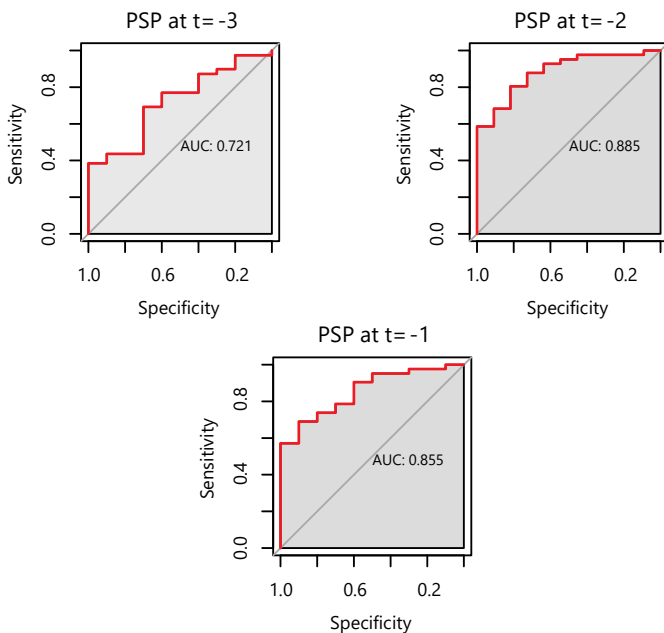 PSP at t= -3
Sensitivity
0.8
0.4
0.0
AUC: 0.721
1.0
0.6
0.2
Specificity
PSP at t= -2
Sensitivity
0.8
0.4
0.0
AUC: 0.885
1.0
0.6
0.2
Specificity
PSP at t= -1
Sensitivity
0.8
0.4
0.0
AUC: 0.855
1.0
0.6
0.2
Specificity